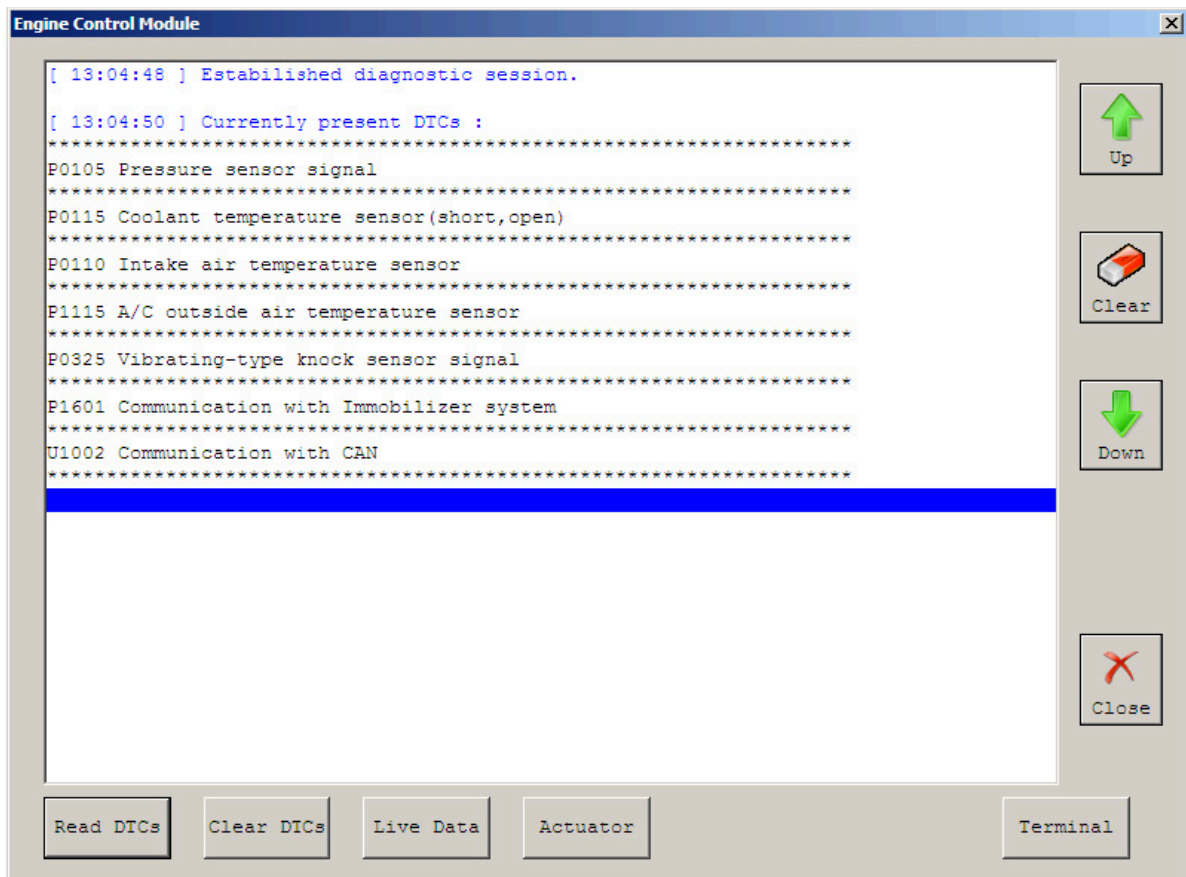 Engine Control Module
[ 13:04:48 ] Estabilished diagnostic session.
[ 13:04:50 ] Currently present DTCs :
*********************************************************************
P0105 Pressure sensor signal
*********************************************************************
P0115 Coolant temperature sensor(short,open)
*********************************************************************
P0110 Intake air temperature sensor
*********************************************************************
P1115 A/C outside air temperature sensor
*********************************************************************
P0325 Vibrating-type knock sensor signal
*********************************************************************
P1601 Communication with Immobilizer system
*********************************************************************
U1002 Communication with CAN
*********************************************************************
Up
Clear
Down
Close
Read DTCs
Clear DTCs
Live Data
Actuator
Terminal